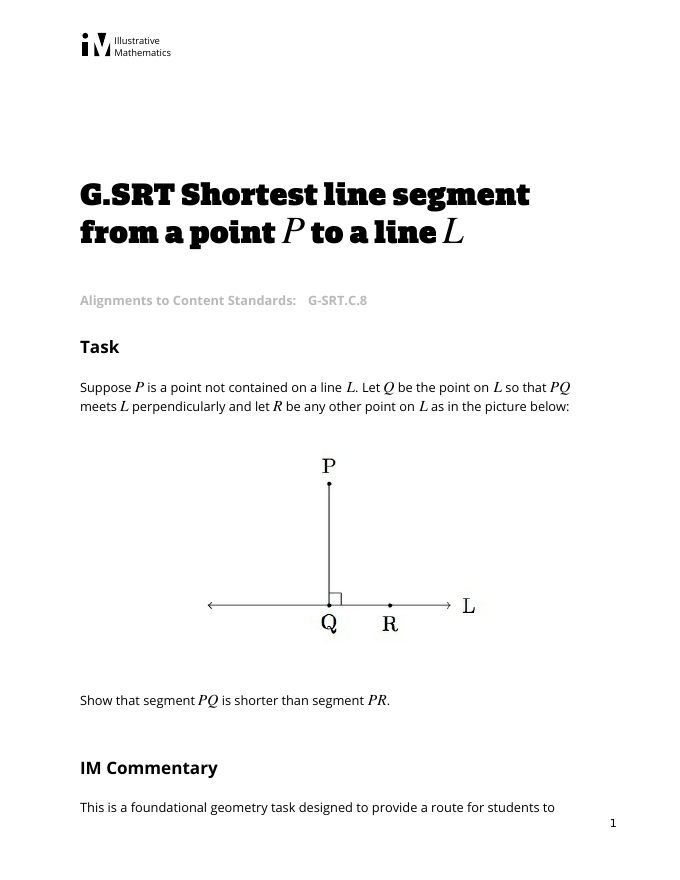 Illustrative
Mathematics
G.SRT Shortest line segment
from a point P to a line L
Alignments to Content Standards: G-SRT.C.8
Task
Suppose P is a point not contained on a line L. Let Q be the point on L so that PQ
meets L perpendicularly and let R be any other point on L as in the picture below:
P
L
Q R
Show that segment PQ is shorter than segment PR.
IM Commentary
This is a foundational geometry task designed to provide a route for students to
1